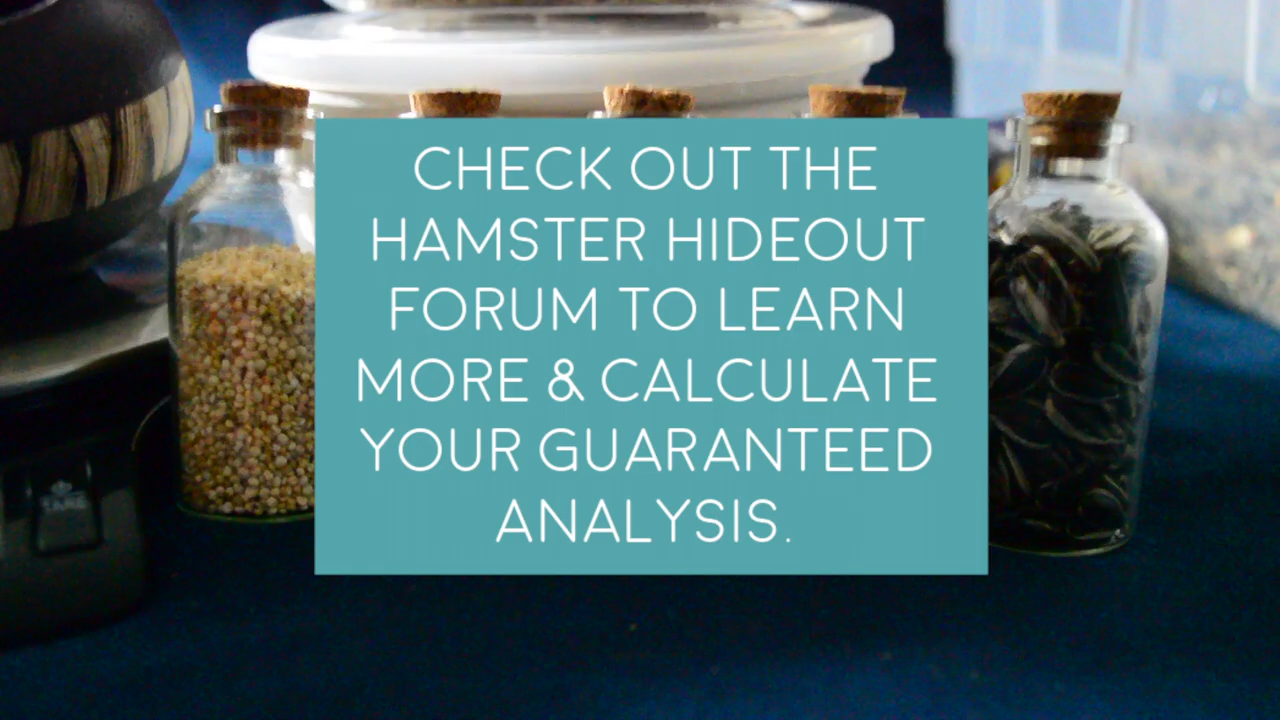 CHECK OUT THE
HAMSTER HIDEOUT
FORUM TO LEARN
MORE & CALCULATE
YOUR GUARANTEED
ANALYSIS.
TARE